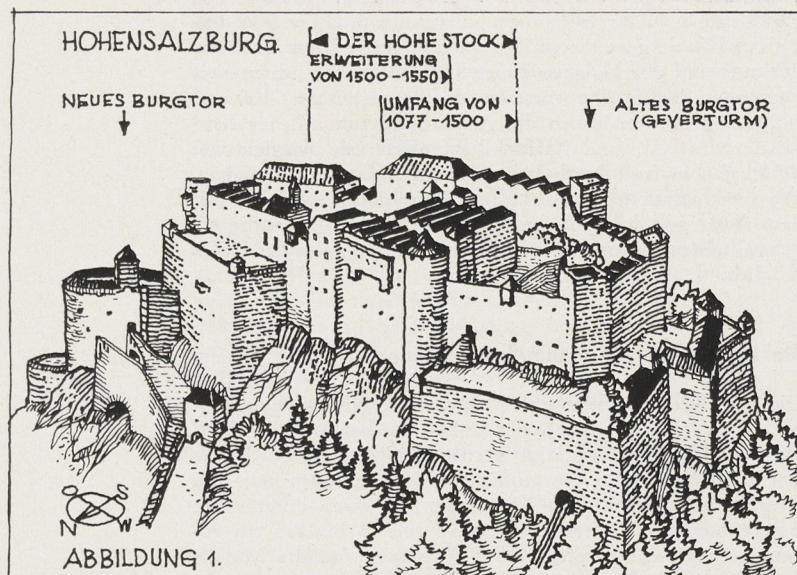 HOHENSALZBURG
DER HOHE STOCK
ERWEITERUNG
VON 1500-1550
UMFANG VON
1077-1500
NEUES BURGTOR
ALTES BURGTOR
(GEYERTURM)
O S
N W
ABBILDUNG 1.